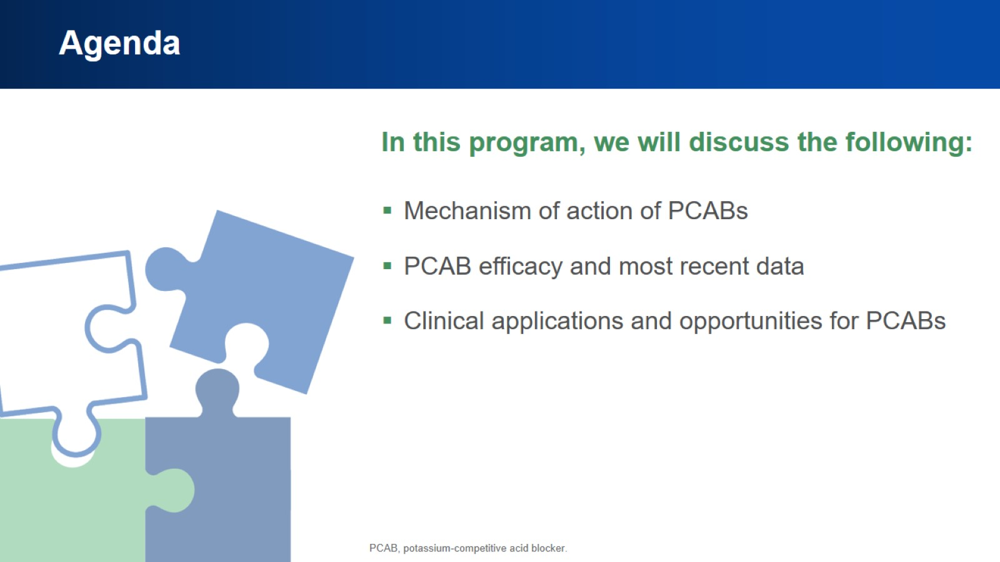 Agenda
In this program, we will discuss the following:
▪ Mechanism of action of PCABs
▪ PCAB efficacy and most recent data
▪ Clinical applications and opportunities for PCABs
PCAB, potassium-competitive acid blocker.